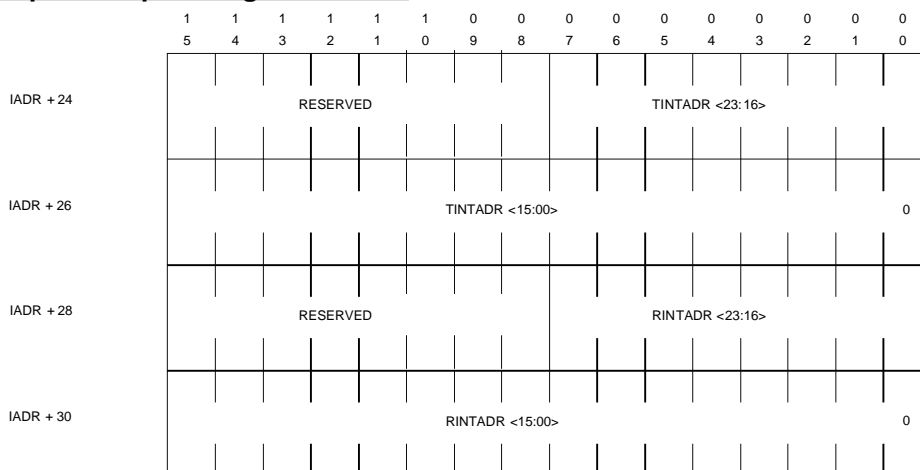 1 1 1 1 1 1 0 0 0 0 0 0 0 0 0 0
5 4 3 2 1 0 9 8 7 6 5 4 3 2 1 0
IADR + 24 RESERVED TINTADR <23:16>
IADR + 26 TINTADR <15:00> 0
IADR + 28 RESERVED RINTADR <23:16>
IADR + 30 RINTADR <15:00> 0